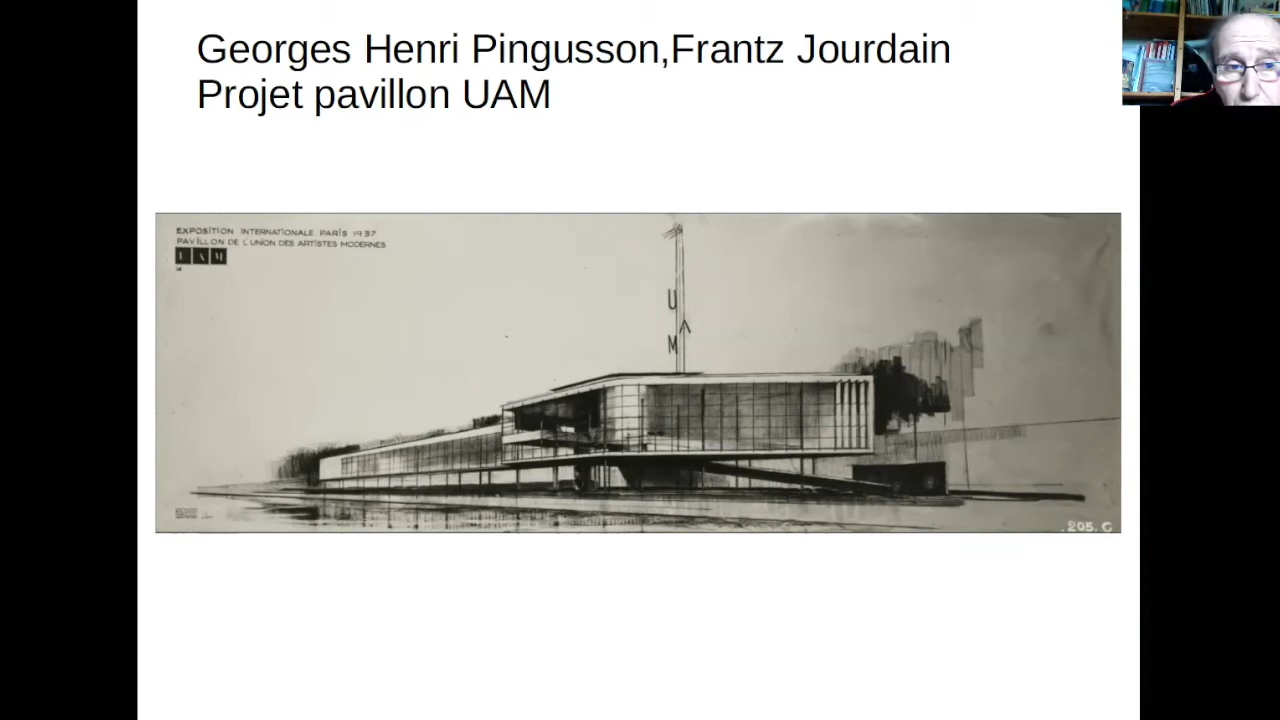 Georges Henri Pingusson,Frantz Jourdain
Projet pavillon UAM
EXPOSITION INTERNATIONALE PARIS 1937
PAVILLON DE L'UNION DES ARTISTES MODERNES
UAM
U
A
M
.205.C